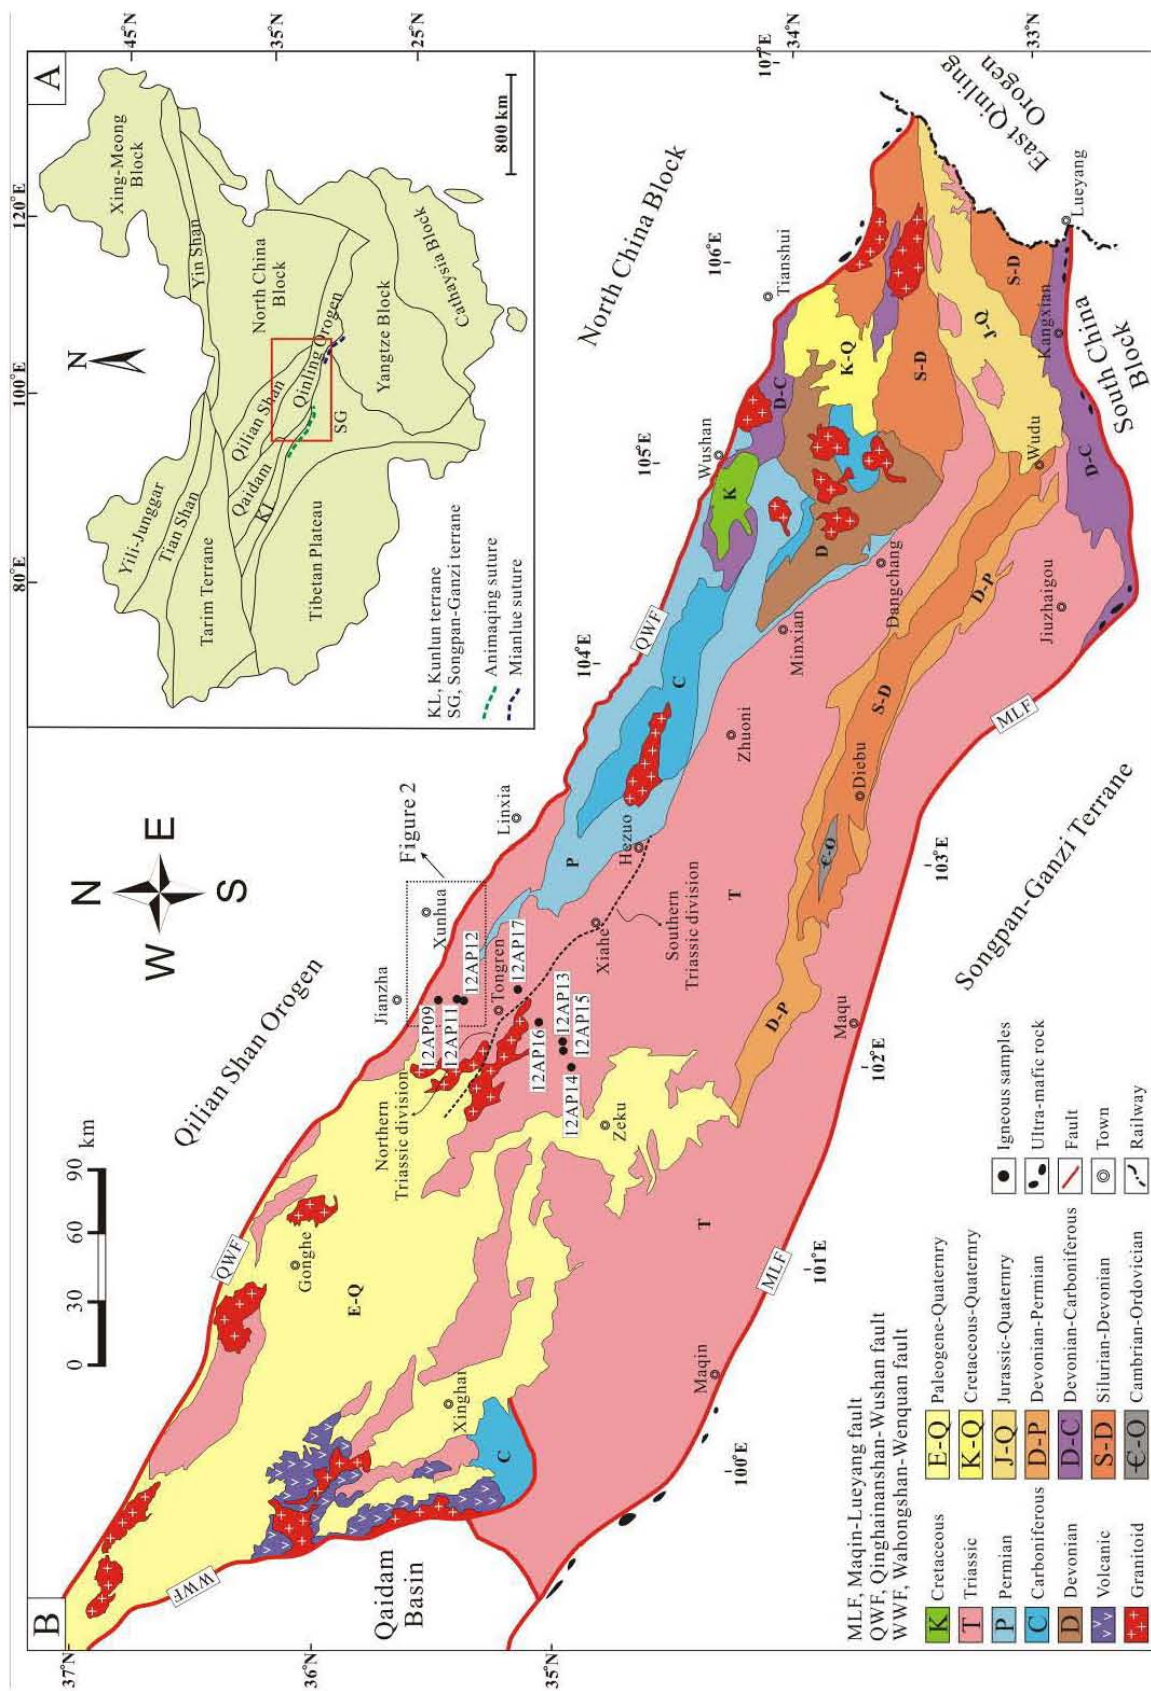 A
120°E
100°E
80°E
45°N
35°N
25°N
N
Xing-Meong
Block
Yin Shan
North China
Block
Yili-Junggar
Tian Shan
Tarim Terrane
Qilian Shan
Qaidam
KL
Qinling Orogen
SG
Tibetan Plateau
Yangtze Block
Cathaysia Block
800 km
KL, Kunlun terrane
SG, Songpan-Ganzi terrane
Animaqing suture
Mianlue suture
B
37°N
36°N
35°N
34°N
33°N
100°E
101°E
102°E
103°E
104°E
105°E
106°E
107°E
0
30
60
90
km
N
W
E
S
Qilian Shan Orogen
North China Block
East Qinling
Orogen
South China
Block
Songpan-Ganzi Terrane
Qaidam
Basin
QWF
QWF
WWF
MLF
MLF
Gonghe
Xinghai
Maqin
Zeku
Jianzha
Xunhua
Figure 2
Linxia
Tongren
Xiahe
Hezuo
Maqu
Diebu
Zhuoni
Minxian
Dangchang
Jiuzhaigou
Wushan
Tianshui
Wudu
Kangxian
Lueyang
Northern
Triassic division
Southern
Triassic division
12AP09
12AP11
12AP12
12AP17
12AP16
12AP13
12AP15
12AP14
E-Q
T
T
C
P
C
K
D-C
K-Q
D
S-D
S-D
J-Q
D-C
D-P
S-D
Є-O
D-P
MLF, Maqin-Lueyang fault
QWF, Qinghainanshan-Wushan fault
WWF, Wahongshan-Wenquan fault
K Cretaceous
T Triassic
P Permian
C Carboniferous
D Devonian
Volcanic
Granitoid
E-Q Paleogene-Quaternry
K-Q Cretaceous-Quaternry
J-Q Jurassic-Quaternry
D-P Devonian-Permian
D-C Devonian-Carboniferous
S-D Silurian-Devonian
Є-O Cambrian-Ordovician
Igneous samples
Ultra-mafic rock
Fault
Town
Railway